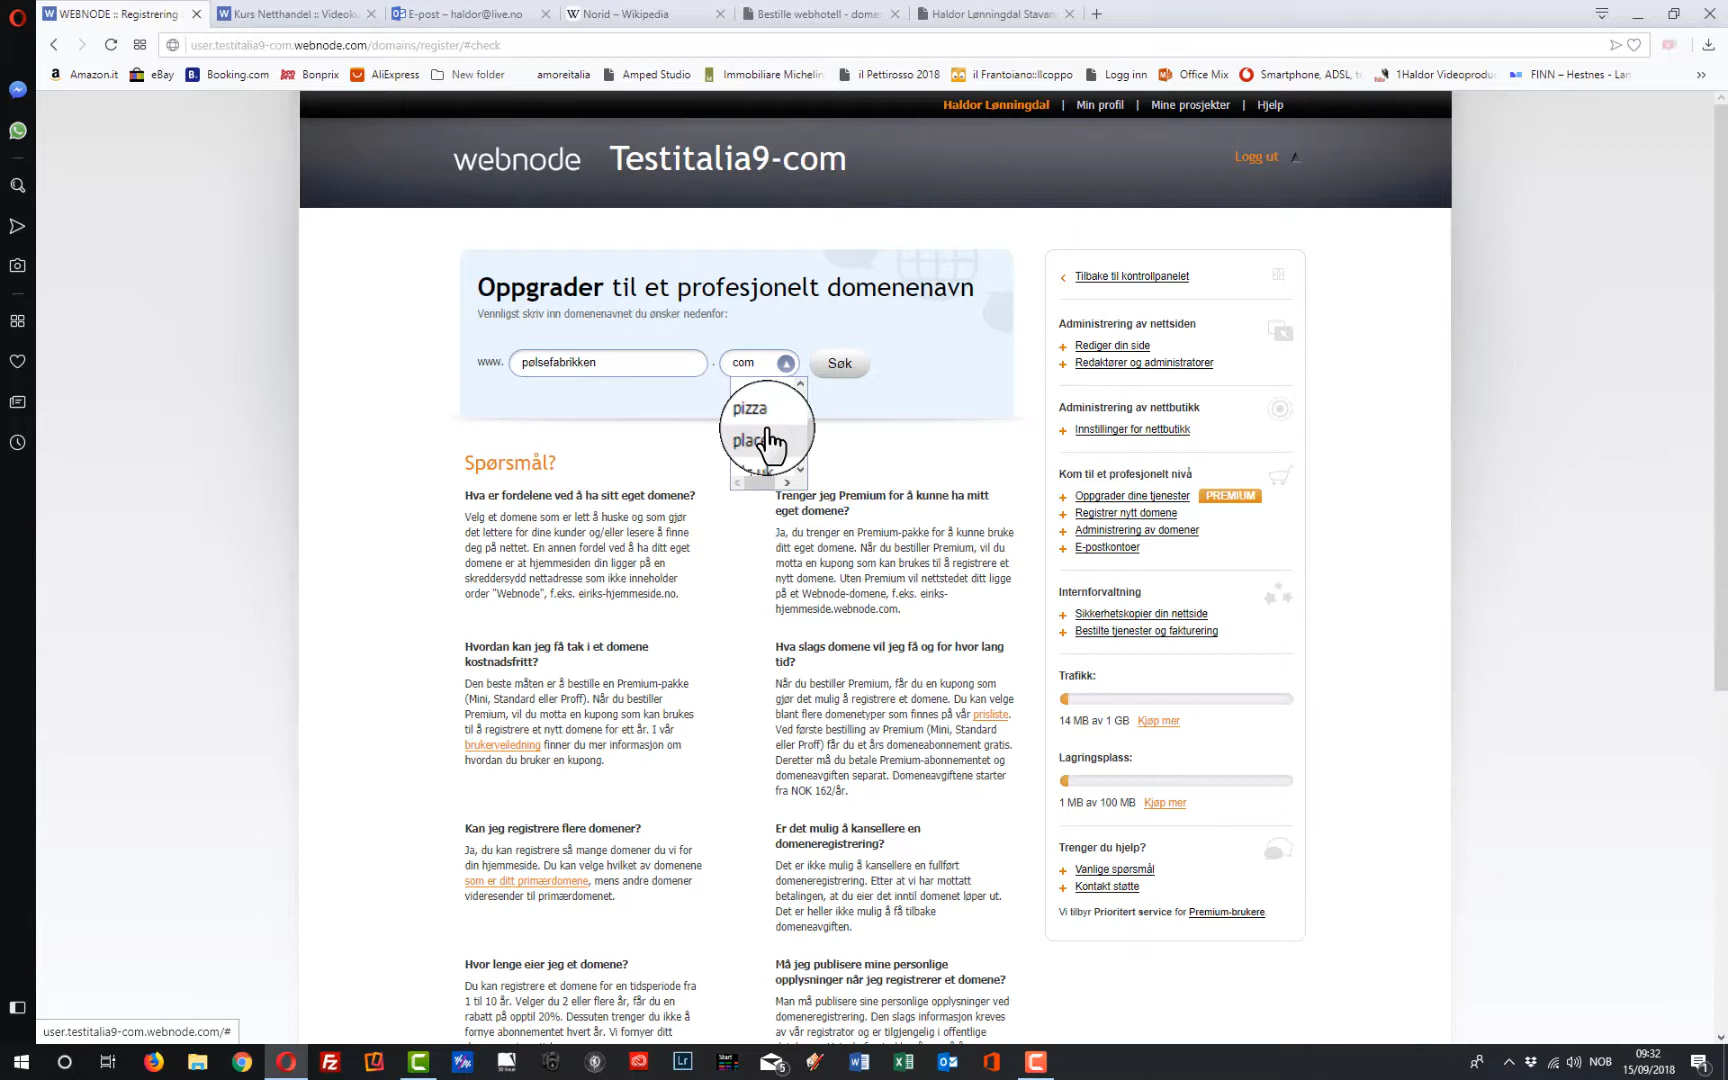 WEBNODE :: Registrering
Kurs Netthandel :: Videoku
E-post – haldor@live.no
Norid – Wikipedia
Bestille webhotell - dome
Haldor Lønningdal Stavan
user.testitalia9-com.webnode.com/domains/register/#check
Amazon.it
eBay
Booking.com
Bonprix
AliExpress
New folder
amoreitalia
Amped Studio
Immobiliare Michelin
il Pettirosso 2018
il Frantoiano::Ilcoppo
Logg inn
Office Mix
Smartphone, ADSL, te
1Haldor Videoprodu
FINN – Hestnes - Lan
Haldor Lønningdal | Min profil | Mine prosjekter | Hjelp
webnode Testitalia9-com
Logg ut
Oppgrader til et profesjonelt domenenavn
Vennligst skriv inn domenenavnet du ønsker nedenfor:
www. pølsefabrikken . com Søk
pizza
Spørsmål?
Hva er fordelene ved å ha sitt eget domene?
Velg et domene som er lett å huske og som gjør
det lettere for dine kunder og/eller lesere å finne
deg på nettet. En annen fordel ved å ha ditt eget
domene er at hjemmesiden din ligger på en
skreddersydd nettadresse som ikke inneholder
order "Webnode", f.eks. eiriks-hjemmeside.no.
Trenger jeg Premium for å kunne ha mitt
eget domene?
Ja, du trenger en Premium-pakke for å kunne bruke
ditt eget domene. Når du bestiller Premium, vil du
motta en kupong som kan brukes til å registrere et
nytt domene. Uten Premium vil nettstedet ditt ligge
på et Webnode-domene, f.eks. eiriks-
hjemmeside.webnode.com.
Hvordan kan jeg få tak i et domene
kostnadsfritt?
Den beste måten er å bestille en Premium-pakke
(Mini, Standard eller Proff). Når du bestiller
Premium, vil du motta en kupong som kan brukes
til å registrere et nytt domene for ett år. I vår
brukerveiledning finner du mer informasjon om
hvordan du bruker en kupong.
Hva slags domene vil jeg få og for hvor lang
tid?
Når du bestiller Premium, får du en kupong som
gjør det mulig å registrere et domene. Du kan velge
blant flere domenetyper som finnes på vår prisliste.
Ved første bestilling av Premium (Mini, Standard
eller Proff) får du et års domeneabonnement gratis.
Deretter må du betale Premium-abonnementet og
domeneavgiften separat. Domeneavgiftene starter
fra NOK 162/år.
Kan jeg registrere flere domener?
Ja, du kan registrere så mange domener du vi for
din hjemmeside. Du kan velge hvilket av domenene
som er ditt primærdomene, mens andre domener
videresender til primærdomenet.
Er det mulig å kansellere en
domeneregistrering?
Det er ikke mulig å kansellere en fullført
domeneregistrering. Etter at vi har mottatt
betalingen, at du eier det inntil domenet løper ut.
Det er heller ikke mulig å få tilbake
domeneavgiften.
Hvor lenge eier jeg et domene?
Du kan registrere et domene for en tidsperiode fra
1 til 10 år. Velger du 2 eller flere år, får du en
rabatt på opptil 20%. Dessuten trenger du ikke å
fornye abonnementet hvert år. Vi fornyer ditt
Må jeg publisere mine personlige
opplysninger når jeg registrerer et domene?
Man må publisere sine personlige opplysninger ved
registrering av domene. Den slags informasjon kreves
av vår registrator og er tilgjengelig i offentlige
Tilbake til kontrollpanelet
Administrering av nettsiden
Rediger din side
Redaktører og administratorer
Administrering av nettbutikk
Innstillinger for nettbutikk
Kom til et profesjonelt nivå
Oppgrader dine tjenester PREMIUM
Registrer nytt domene
Administrering av domener
E-postkontoer
Internforvaltning
Sikkerhetskopier din nettside
Bestilte tjenester og fakturering
Trafikk:
14 MB av 1 GB Kjøp mer
Lagringsplass:
1 MB av 100 MB Kjøp mer
Trenger du hjelp?
Vanlige spørsmål
Kontakt støtte
Vi tilbyr Prioritert service for Premium-brukere.
user.testitalia9-com.webnode.com/#
NOB
09:32
15/09/2018